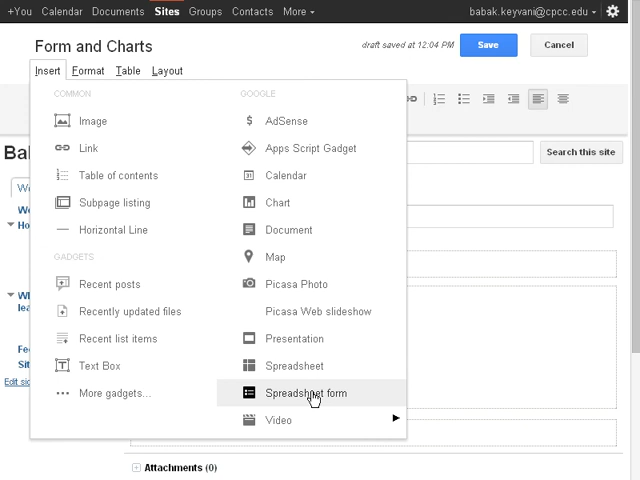 +You Calendar Documents Sites Groups Contacts More babak.keyvani@cpcc.edu
Form and Charts draft saved at 12:04 PM Save Cancel
Insert Format Table Layout
COMMON
Image
Link
Table of contents
Subpage listing
Horizontal Line
GADGETS
Recent posts
Recently updated files
Recent list items
Text Box
More gadgets...
GOOGLE
AdSense
Apps Script Gadget
Calendar
Chart
Document
Map
Picasa Photo
Picasa Web slideshow
Presentation
Spreadsheet
Spreadsheet form
Video
Search this site
Edit
Attachments (0)